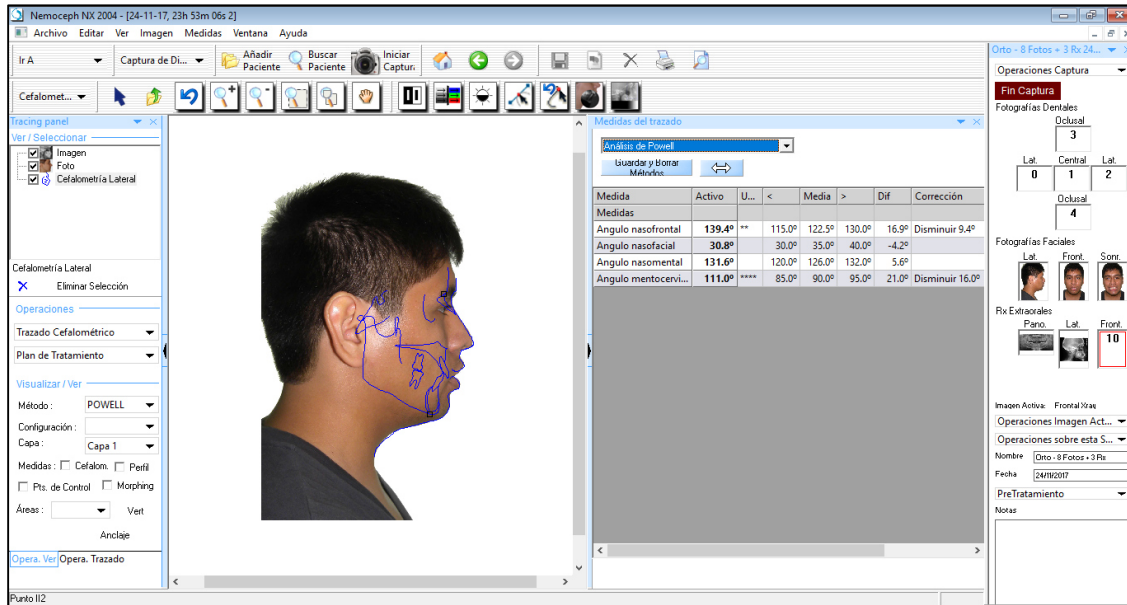 Nemoceph NX 2004 - [24-11-17, 23h 53m 06s 2]
Archivo Editar Ver Imagen Medidas Ventana Ayuda
Ir A
Captura de Di...
Añadir Paciente
Buscar Paciente
Iniciar Captur.
Cefalomet...
Tracing panel
Ver / Seleccionar
Imagen
Foto
Cefalometría Lateral
Cefalometría Lateral
Eliminar Selección
Operaciones
Trazado Cefalométrico
Plan de Tratamiento
Visualizar / Ver
Método : POWELL
Configuración :
Capa : Capa 1
Medidas : Cefalom. Perfil
Pts. de Control Morphing
Áreas : Vert
Anclaje
Opera. Ver Opera. Trazado
Punto II2
Medidas del trazado
Análisis de Powell
Guardar y Borrar
Métodos
Medida Activo U... < Media > Dif Corrección
Medidas
Angulo nasofrontal 139.4º ** 115.0º 122.5º 130.0º 16.9º Disminuir 9.4º
Angulo nasofacial 30.8º 30.0º 35.0º 40.0º -4.2º
Angulo nasomental 131.6º 120.0º 126.0º 132.0º 5.6º
Angulo mentocervi... 111.0º **** 85.0º 90.0º 95.0º 21.0º Disminuir 16.0º
Orto - 8 Fotos + 3 Rx 24...
Operaciones Captura
Fin Captura
Fotografías Dentales
Oclusal
3
Lat. Central Lat.
0 1 2
Oclusal
4
Fotografías Faciales
Lat. Front. Sonr.
Rx Extraorales
Pano. Lat. Front.
10
Imagen Activa: Frontal Xray
Operaciones Imagen Act...
Operaciones sobre esta S...
Nombre Orto - 8 Fotos + 3 Rx
Fecha 24/11/2017
PreTratamiento
Notas